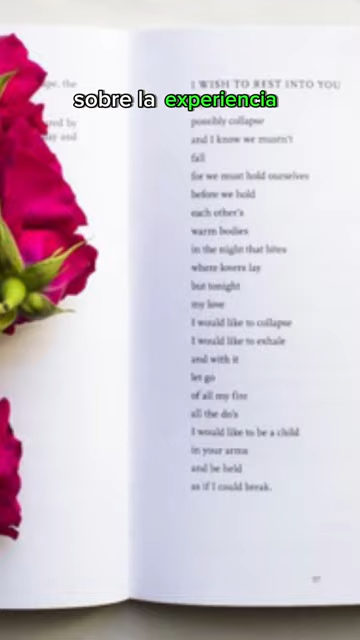 sobre la experiencia
the
I WISH TO REST INTO YOU
possibly collapse
by
and I know we mustn't
and
fall
for we must hold ourselves
before we hold
each other's
warm bodies
in the night that bites
where lovers lay
but tonight
my love
I would like to collapse
I would like to exhale
and with it
let go
of all my fire
all the do's
I would like to be a child
in your arms
and be held
as if I could break.